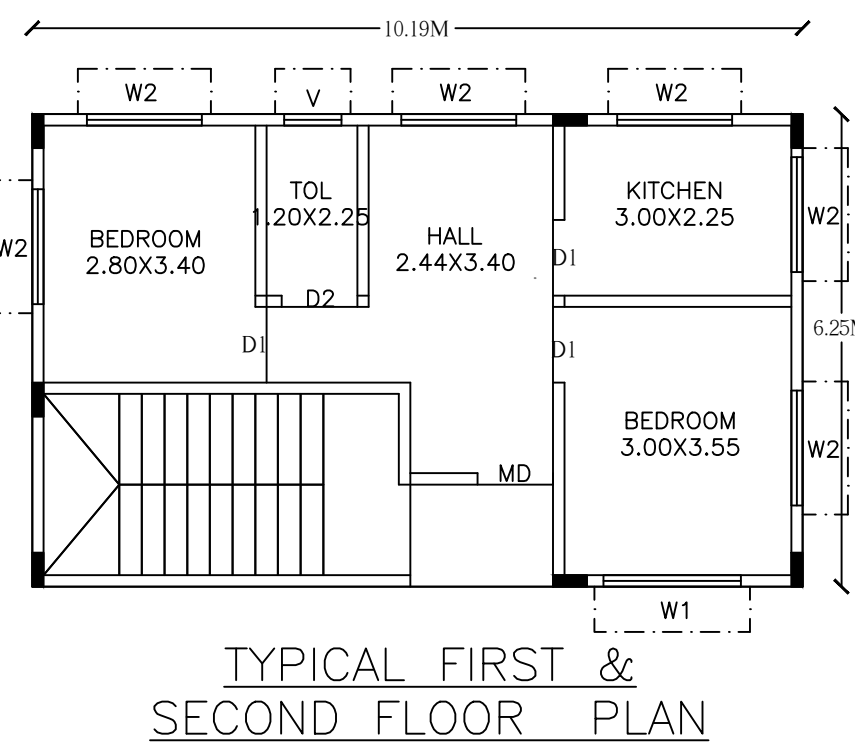 10.19M
W2
V
W2
W2
TOL
1.20X2.25
KITCHEN
3.00X2.25
W2
W2
BEDROOM
2.80X3.40
HALL
2.44X3.40
D1
D2
6.25M
D1
D1
BEDROOM
3.00X3.55
W2
MD
W1
TYPICAL FIRST &
SECOND FLOOR PLAN